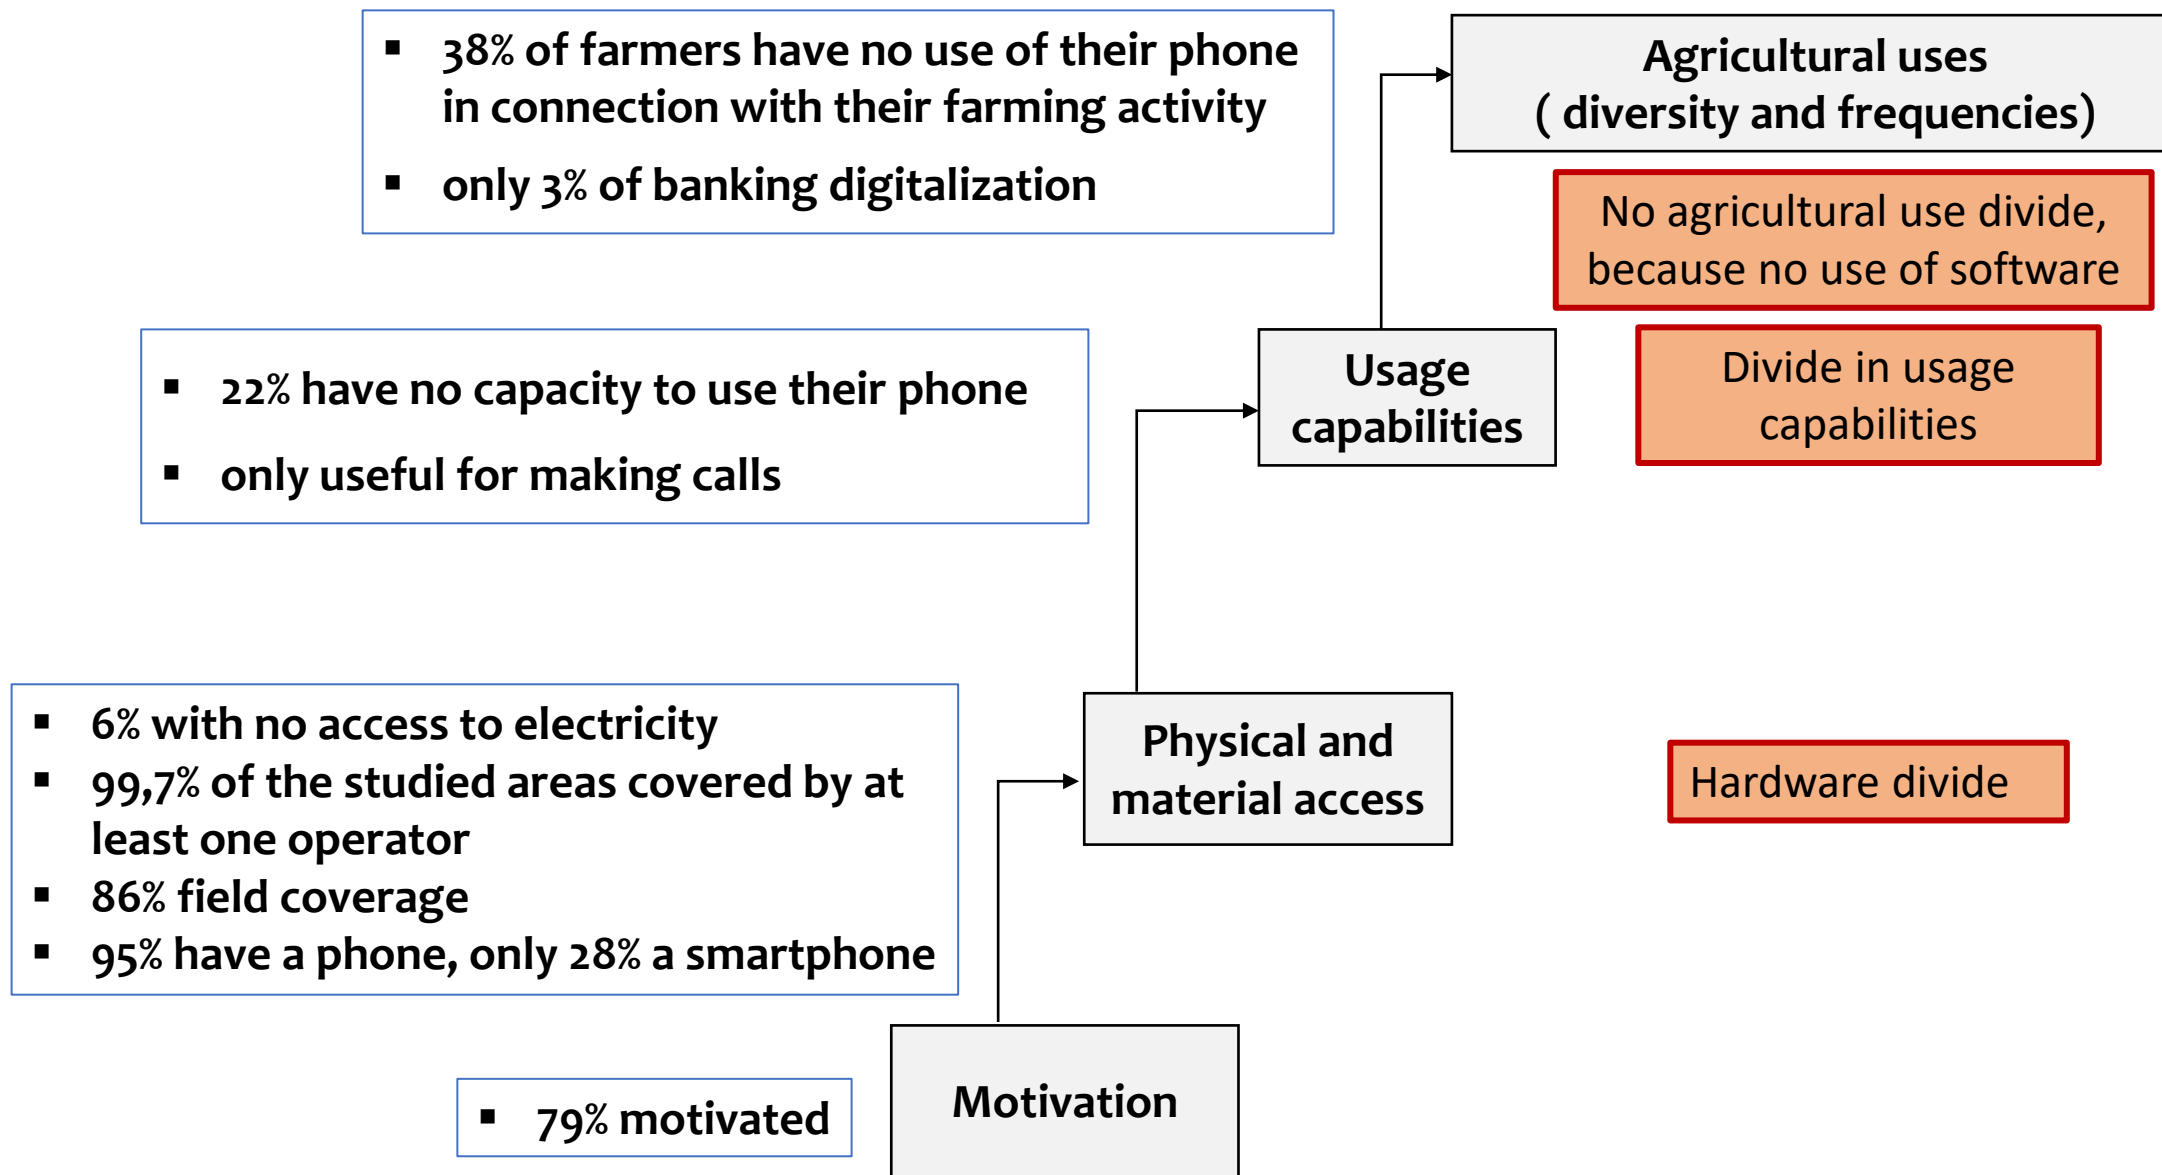 ▪ 38% of farmers have no use of their phone
in connection with their farming activity
▪ only 3% of banking digitalization
Agricultural uses
( diversity and frequencies)
No agricultural use divide,
because no use of software
▪ 22% have no capacity to use their phone
▪ only useful for making calls
Usage
capabilities
Divide in usage
capabilities
▪ 6% with no access to electricity
▪ 99,7% of the studied areas covered by at
least one operator
▪ 86% field coverage
▪ 95% have a phone, only 28% a smartphone
Physical and
material access
Hardware divide
▪ 79% motivated
Motivation